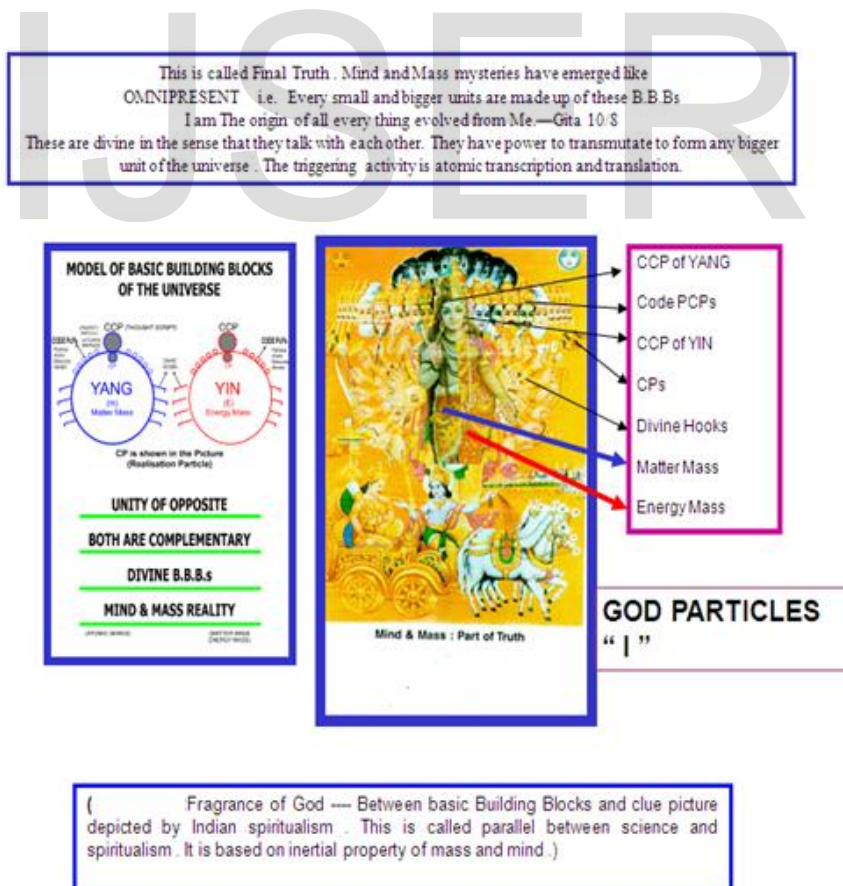 IJSER
This is called Final Truth . Mind and Mass mysteries have emerged like
OMNIPRESENT i.e. Every small and bigger units are made up of these B.B.Bs
I am The origin of all every thing evolved from Me.—Gita 10/8
These are divine in the sense that they talk with each other. They have power to transmutate to form any bigger
unit of the universe . The triggering activity is atomic transcription and translation.
MODEL OF BASIC BUILDING BLOCKS
OF THE UNIVERSE
CCP (THOUGHT SCRIPT)
CCP
CP
CP
YANG
(m)
Matter Mass
YIN
(E)
Energy Mass
CP is shown in the Picture
(Realisation Particle)
UNITY OF OPPOSITE
BOTH ARE COMPLEMENTARY
DIVINE B.B.B.s
MIND & MASS REALITY
Mind & Mass : Part of Truth
CCP of YANG
Code PCPs
CCP of YIN
CPs
Divine Hooks
Matter Mass
Energy Mass
GOD PARTICLES
“ I ”
( Fragrance of God ---- Between basic Building Blocks and clue picture
depicted by Indian spiritualism . This is called parallel between science and
spiritualism . It is based on inertial property of mass and mind .)